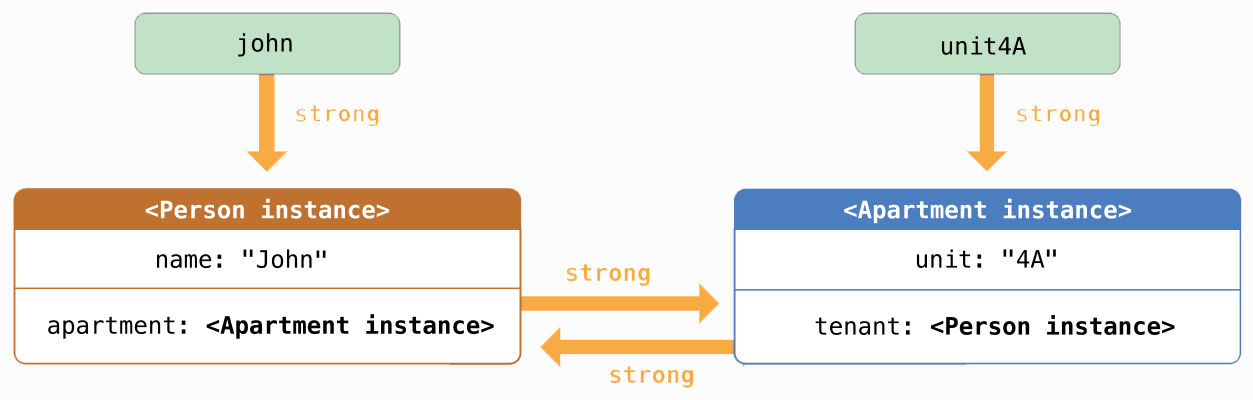 john
unit4A
strong
strong
<Person instance>
<Apartment instance>
name: "John"
unit: "4A"
strong
apartment: <Apartment instance>
tenant: <Person instance>
strong